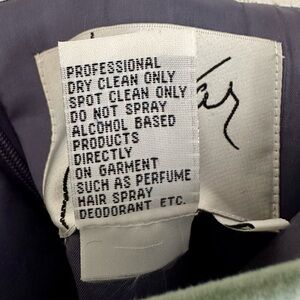 PROFESSIONAL
DRY CLEAN ONLY
SPOT CLEAN ONLY
DO NOT SPRAY
ALCOHOL BASED
PRODUCTS
DIRECTLY
ON GARMENT
SUCH AS PERFUME
HAIR SPRAY
DEODORANT ETC.